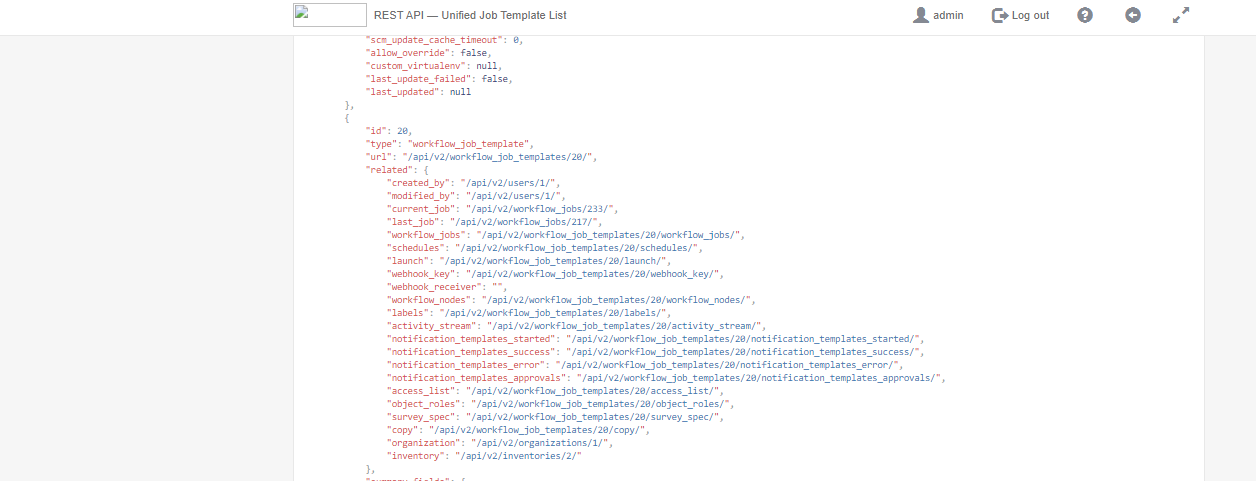 REST API — Unified Job Template List
admin
Log out
"scm_update_cache_timeout": 0,
"allow_override": false,
"custom_virtualenv": null,
"last_update_failed": false,
"last_updated": null
},
{
"id": 20,
"type": "workflow_job_template",
"url": "/api/v2/workflow_job_templates/20/",
"related": {
"created_by": "/api/v2/users/1/",
"modified_by": "/api/v2/users/1/",
"current_job": "/api/v2/workflow_jobs/233/",
"last_job": "/api/v2/workflow_jobs/217/",
"workflow_jobs": "/api/v2/workflow_job_templates/20/workflow_jobs/",
"schedules": "/api/v2/workflow_job_templates/20/schedules/",
"launch": "/api/v2/workflow_job_templates/20/launch/",
"webhook_key": "/api/v2/workflow_job_templates/20/webhook_key/",
"webhook_receiver": "",
"workflow_nodes": "/api/v2/workflow_job_templates/20/workflow_nodes/",
"labels": "/api/v2/workflow_job_templates/20/labels/",
"activity_stream": "/api/v2/workflow_job_templates/20/activity_stream/",
"notification_templates_started": "/api/v2/workflow_job_templates/20/notification_templates_started/",
"notification_templates_success": "/api/v2/workflow_job_templates/20/notification_templates_success/",
"notification_templates_error": "/api/v2/workflow_job_templates/20/notification_templates_error/",
"notification_templates_approvals": "/api/v2/workflow_job_templates/20/notification_templates_approvals/",
"access_list": "/api/v2/workflow_job_templates/20/access_list/",
"object_roles": "/api/v2/workflow_job_templates/20/object_roles/",
"survey_spec": "/api/v2/workflow_job_templates/20/survey_spec/",
"copy": "/api/v2/workflow_job_templates/20/copy/",
"organization": "/api/v2/organizations/1/",
"inventory": "/api/v2/inventories/2/"
},
"summary_fields": {